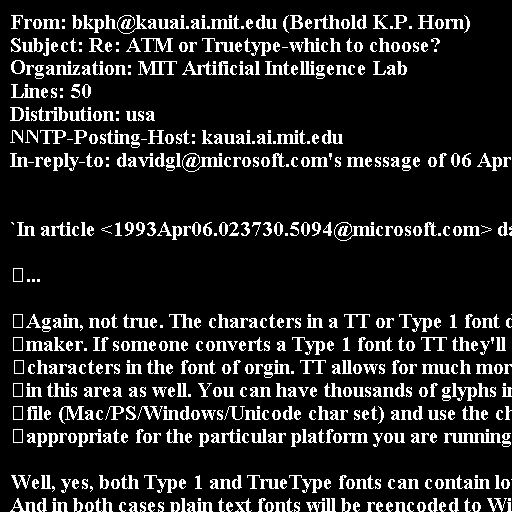 From: bkph@kauai.ai.mit.edu (Berthold K.P. Horn)
Subject: Re: ATM or Truetype-which to choose?
Organization: MIT Artificial Intelligence Lab
Lines: 50
Distribution: usa
NNTP-Posting-Host: kauai.ai.mit.edu
In-reply-to: davidgl@microsoft.com's message of 06 Apr
`In article <1993Apr06.023730.5094@microsoft.com> da
...
Again, not true. The characters in a TT or Type 1 font d
maker. If someone converts a Type 1 font to TT they'll
characters in the font of orgin. TT allows for much mor
in this area as well. You can have thousands of glyphs in
file (Mac/PS/Windows/Unicode char set) and use the ch
appropriate for the particular platform you are running
Well, yes, both Type 1 and TrueType fonts can contain lo
And in both cases plain text fonts will be reencoded to Wi